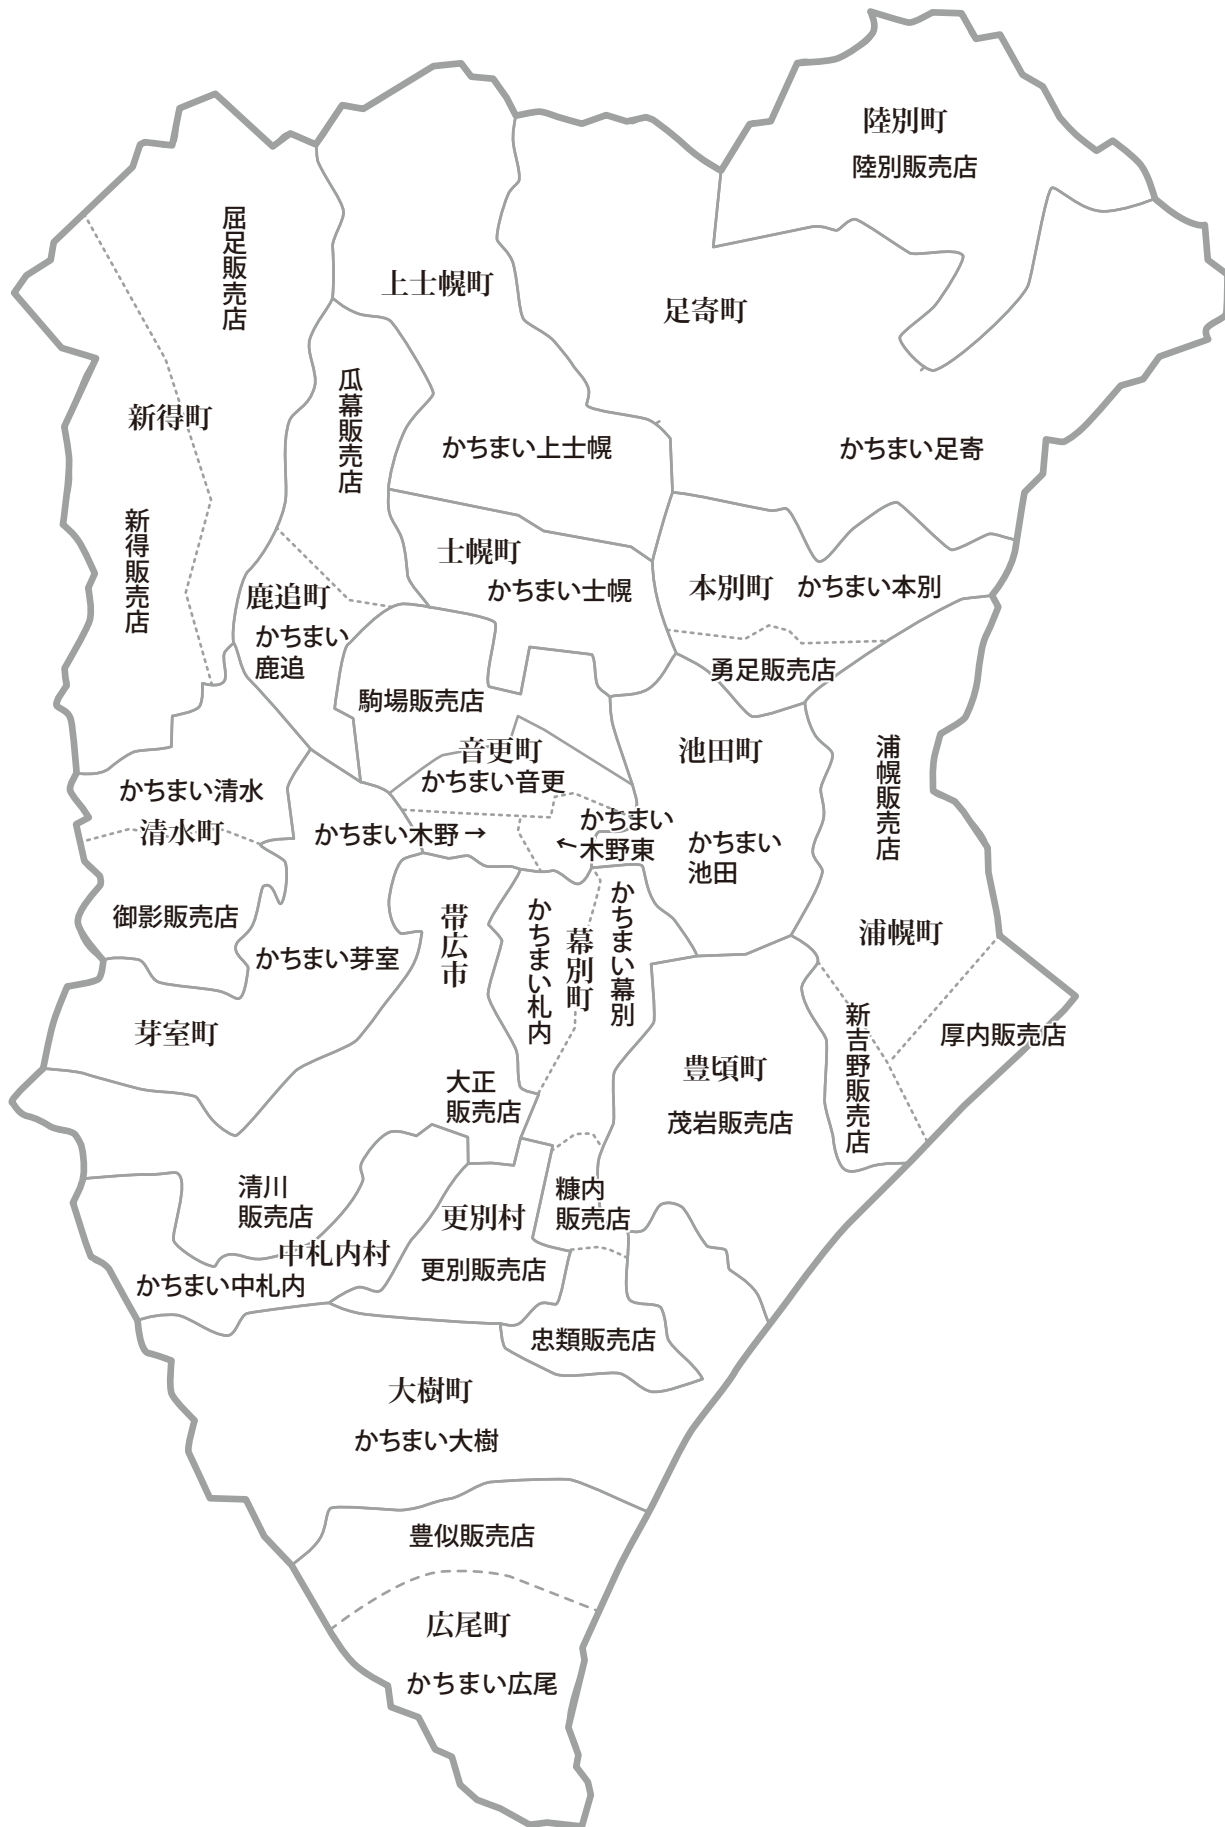 陸別町
陸別販売店
屈足販売店
上士幌町
足寄町
瓜幕販売店
新得町
かちまい上士幌
かちまい足寄
新得販売店
士幌町
かちまい士幌
本別町
かちまい本別
鹿追町
かちまい
鹿追
勇足販売店
駒場販売店
音更町
かちまい音更
池田町
浦幌販売店
かちまい清水
清水町
かちまい木野→
かちまい
←木野東
かちまい
池田
御影販売店
かちまい芽室
帯広市
かちまい札内
幕別町
かちまい幕別
浦幌町
芽室町
新吉野販売店
厚内販売店
大正
販売店
豊頃町
茂岩販売店
清川
販売店
糠内
販売店
更別村
中札内村
更別販売店
かちまい中札内
忠類販売店
大樹町
かちまい大樹
豊似販売店
広尾町
かちまい広尾